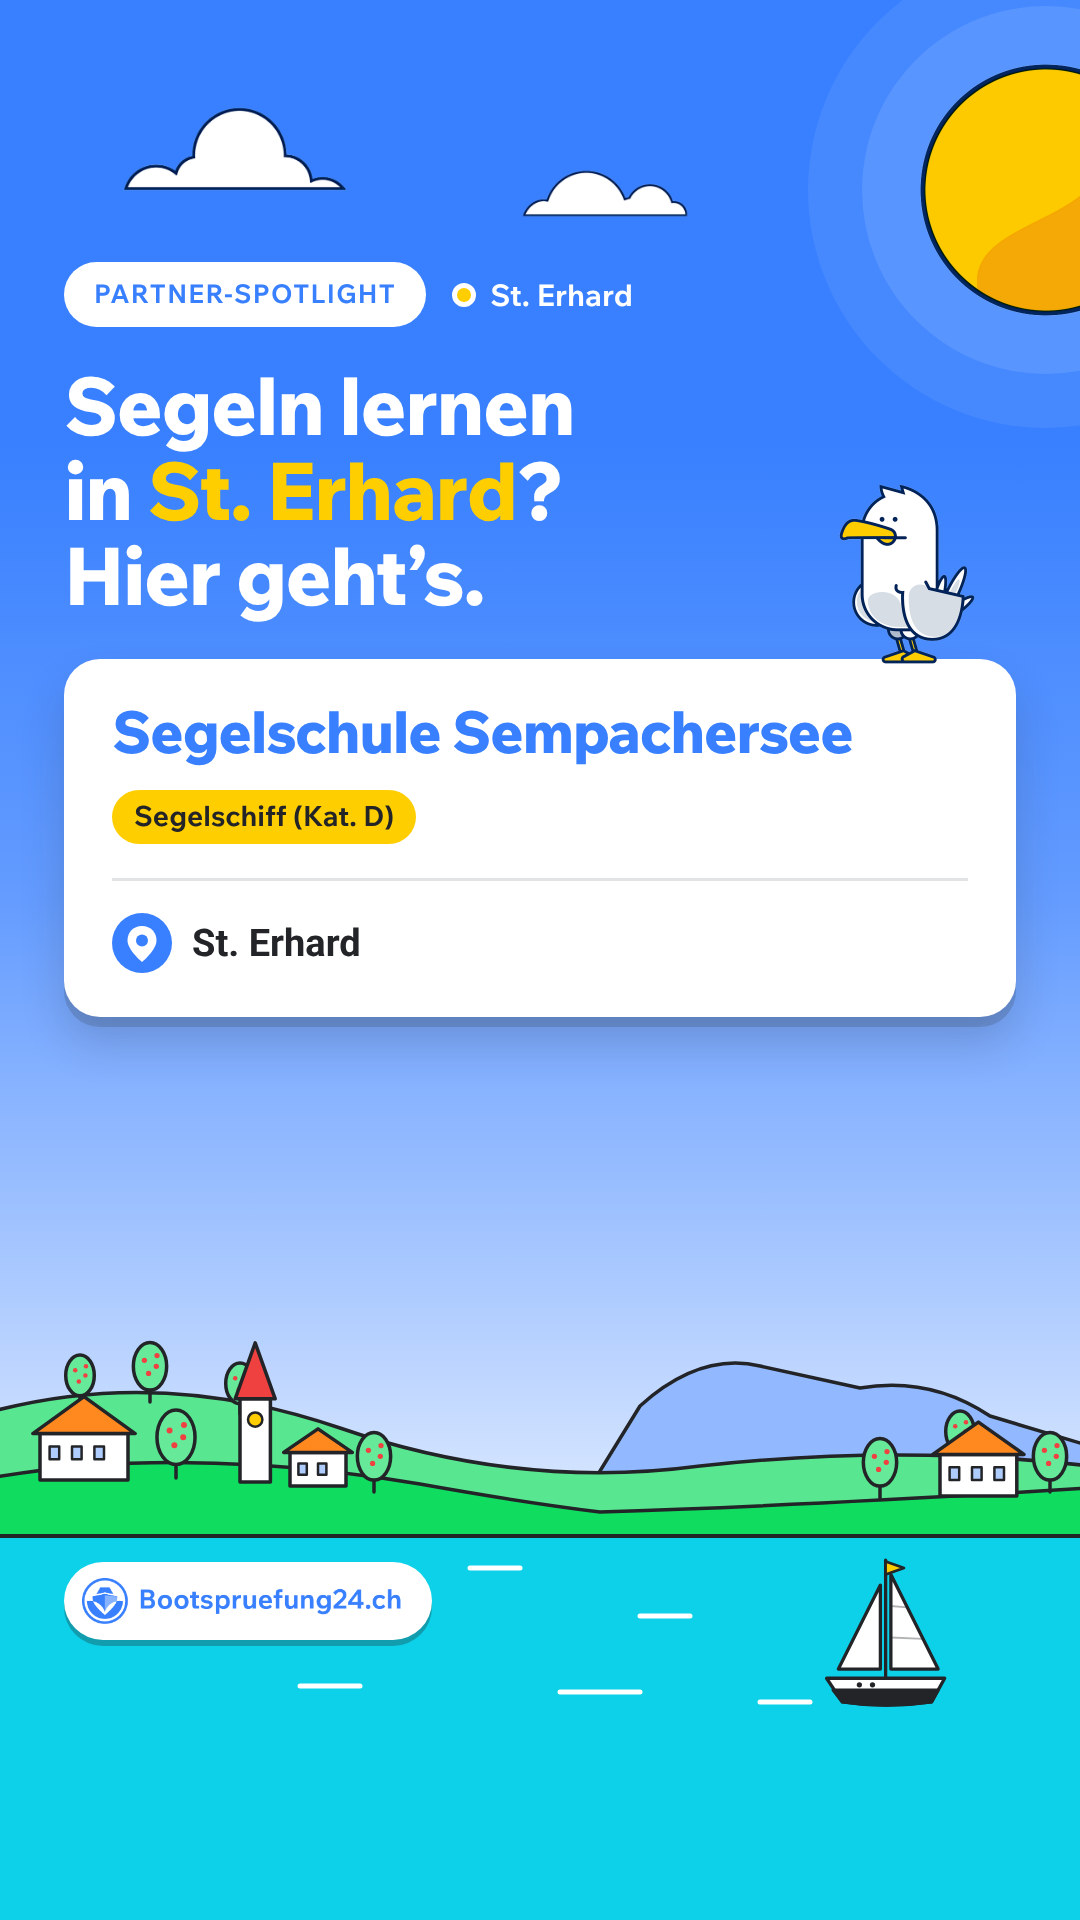 PARTNER-SPOTLIGHT
St. Erhard
Segeln lernen
in St. Erhard?
Hier geht’s.
Segelschule Sempachersee
Segelschiff (Kat. D)
St. Erhard
Bootspruefung24.ch